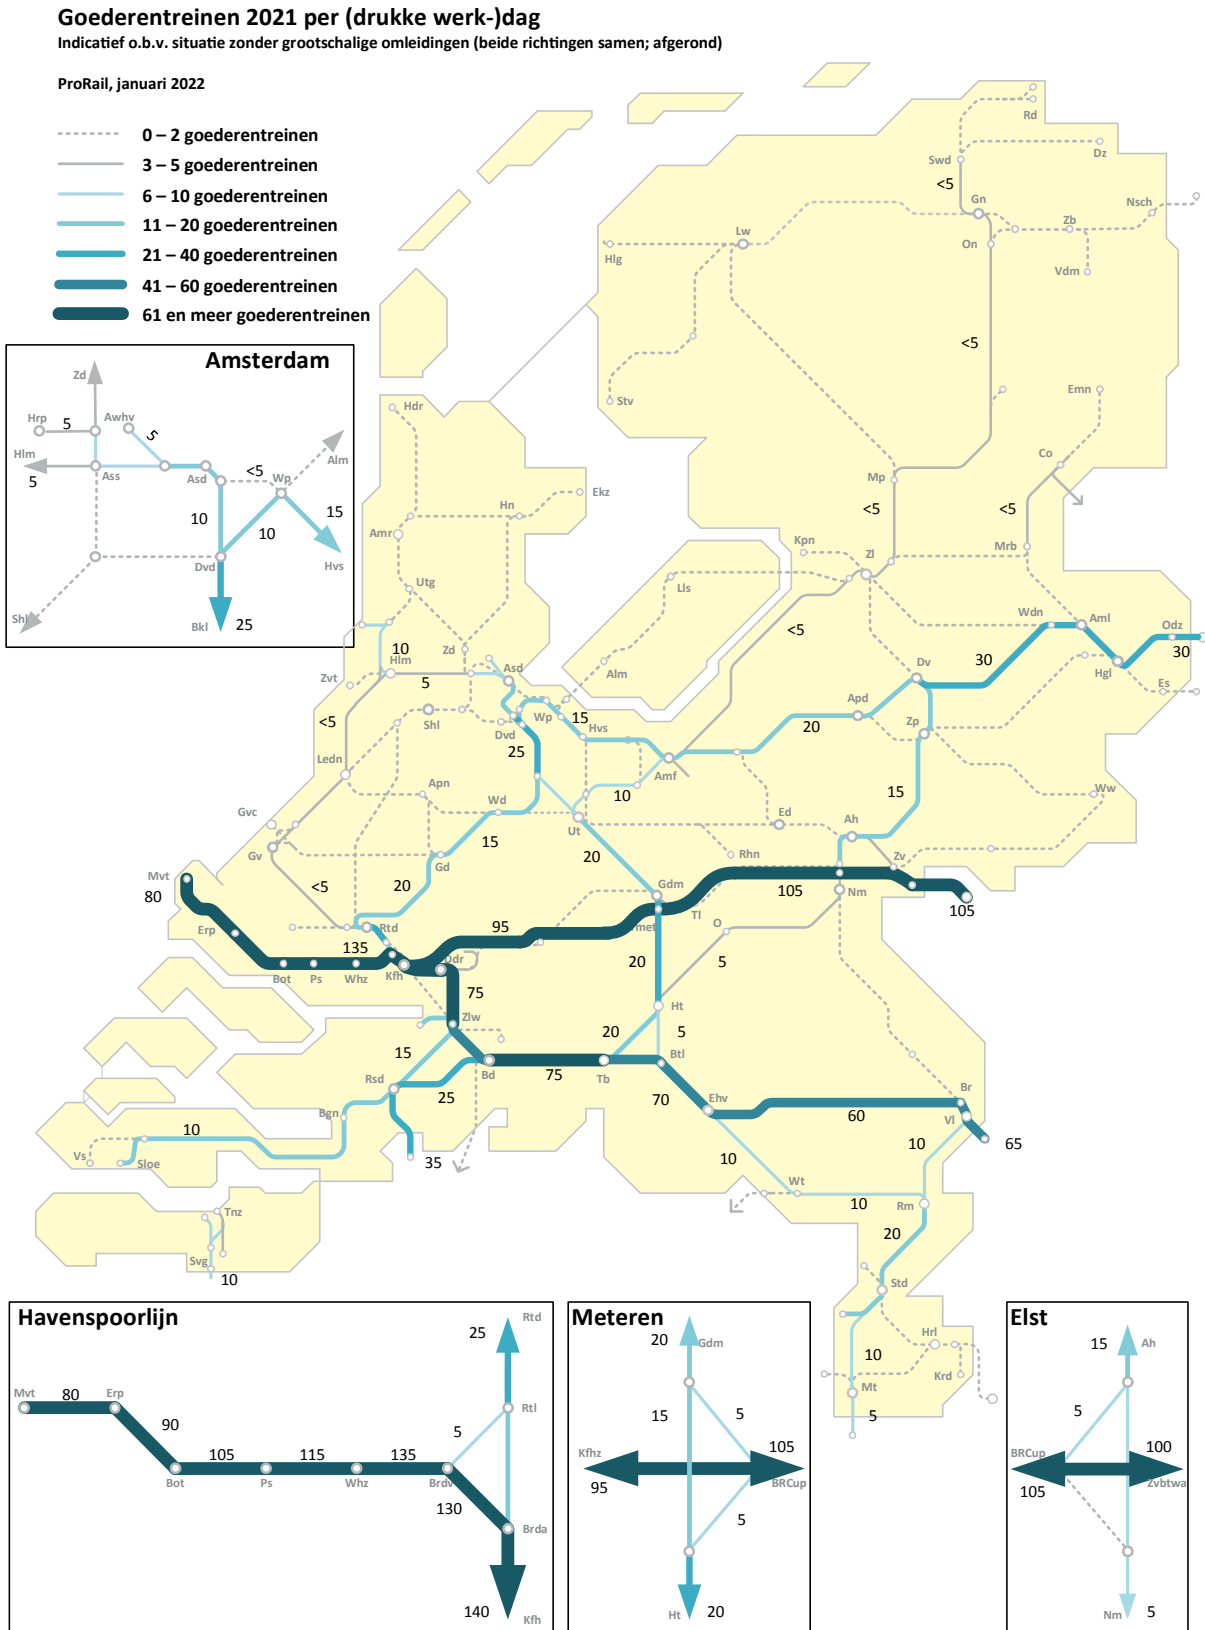 Goederentreinen 2021 per (drukke werk-)dag
Indicatief o.b.v. situatie zonder grootschalige omleidingen (beide richtingen samen; afgerond)
ProRail, januari 2022
0 – 2 goederentreinen
3 – 5 goederentreinen
6 – 10 goederentreinen
11 – 20 goederentreinen
21 – 40 goederentreinen
41 – 60 goederentreinen
61 en meer goederentreinen
Rd
Swd
Dz
<5
Gn
Nsch
Zb
On
Lw
Hlg
Vdm
<5
Stv
Emn
Co
Mp
<5
<5
Mrb
Amsterdam
Zd
Hrp
5
Awhv
5
Hlm
5
Ass
Asd
<5
Wp
Alm
10
10
15
Dvd
Hvs
Shl
Bkl
25
Hdr
Ekz
Hn
Amr
Kpn
Zl
Utg
Lls
Wdn
Aml
Odz
30
<5
10
Hlm
Zd
5
Asd
Alm
30
Dv
Hgl
Es
Zvt
Apd
<5
Shl
Wp
15
Hvs
20
Zp
Dvd
25
Ledn
Amf
Apn
10
15
Ww
Gvc
Wd
Ut
Ed
Ah
Gv
15
Gd
20
Rhn
Zv
Mvt
80
<5
20
Gdm
105
Nm
105
Erp
Rtd
95
Tl
rmet
O
135
Bot
Ps
Whz
Kfh
Ddr
20
5
75
Ht
Zlw
15
20
5
Btl
Bd
75
Tb
Rsd
25
70
Ehv
60
Br
Bgn
Vl
10
10
65
Vs
Sloe
35
10
Wt
10
Rm
Tnz
20
Svg
10
Std
Hrl
10
Krd
Mt
5
Havenspoorlijn
Rtd
25
Mvt
80
Erp
90
Rtl
5
105
115
135
Bot
Ps
Whz
Brdv
130
Brda
140
Kfh
Meteren
20
Gdm
15
5
Kfhz
105
95
BRCup
5
Ht
20
Elst
15
Ah
5
BRCup
100
105
Zvbtwa
Nm
5